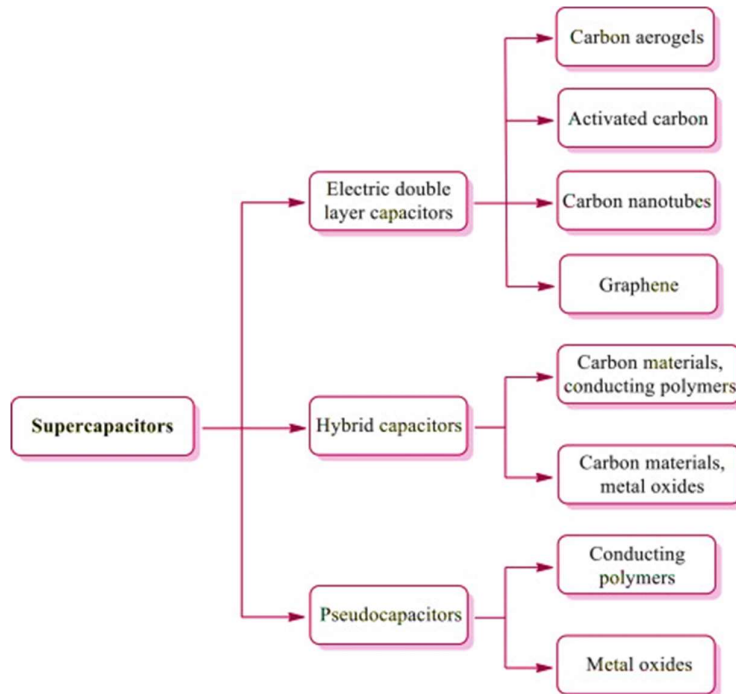 Carbon aerogels
Activated carbon
Electric double
layer capacitors
Carbon nanotubes
Graphene
Carbon materials,
conducting polymers
Supercapacitors
Hybrid capacitors
Carbon materials,
metal oxides
Conducting
polymers
Pseudocapacitors
Metal oxides